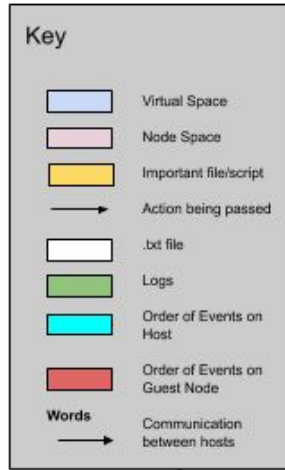 Key
Virtual Space
Node Space
Important file/script
Action being passed
.txt file
Logs
Order of Events on
Host
Order of Events on
Guest Node
Words
Communication
between hosts